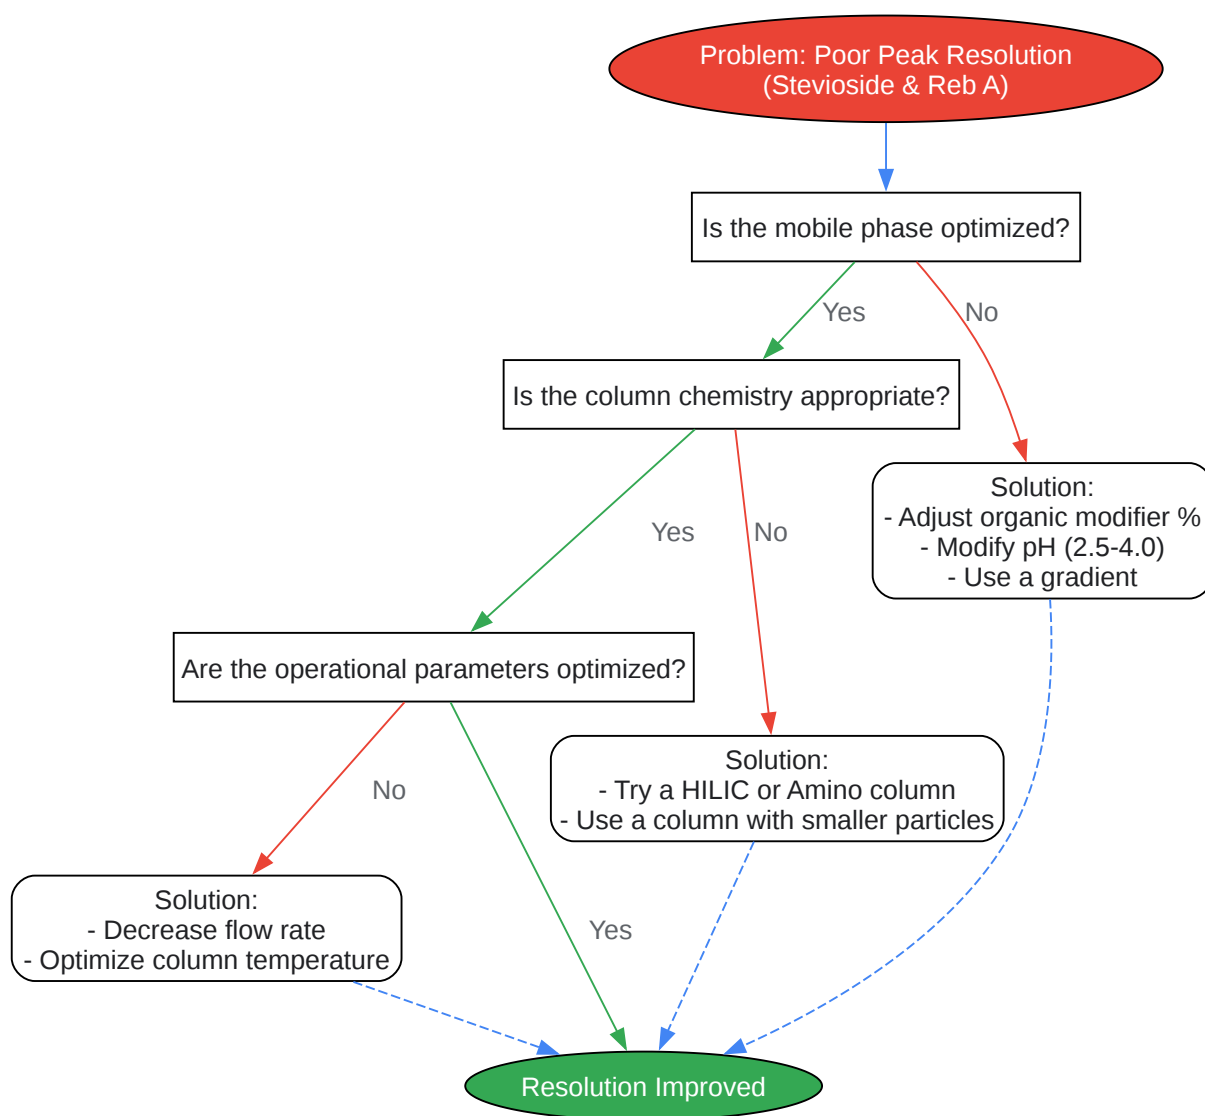 Problem: Poor Peak Resolution
(Stevioside & Reb A)
Is the mobile phase optimized?
Yes
No
Is the column chemistry appropriate?
Solution:
- Adjust organic modifier %
- Modify pH (2.5-4.0)
- Use a gradient
Yes
No
Are the operational parameters optimized?
Solution:
- Try a HILIC or Amino column
- Use a column with smaller particles
No
Yes
Solution:
- Decrease flow rate
- Optimize column temperature
Resolution Improved